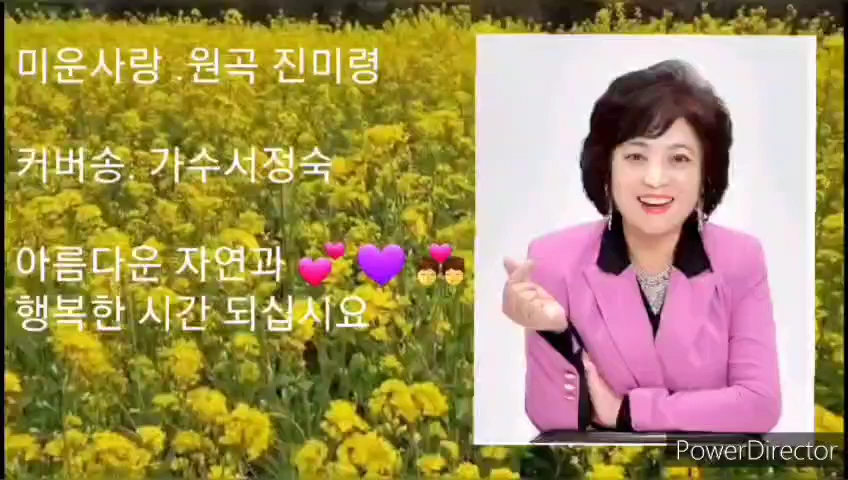 미운사랑 .원곡 진미령
커버송. 가수서정숙
아름다운 자연과 💕💜💏
행복한 시간 되십시요
PowerDirector